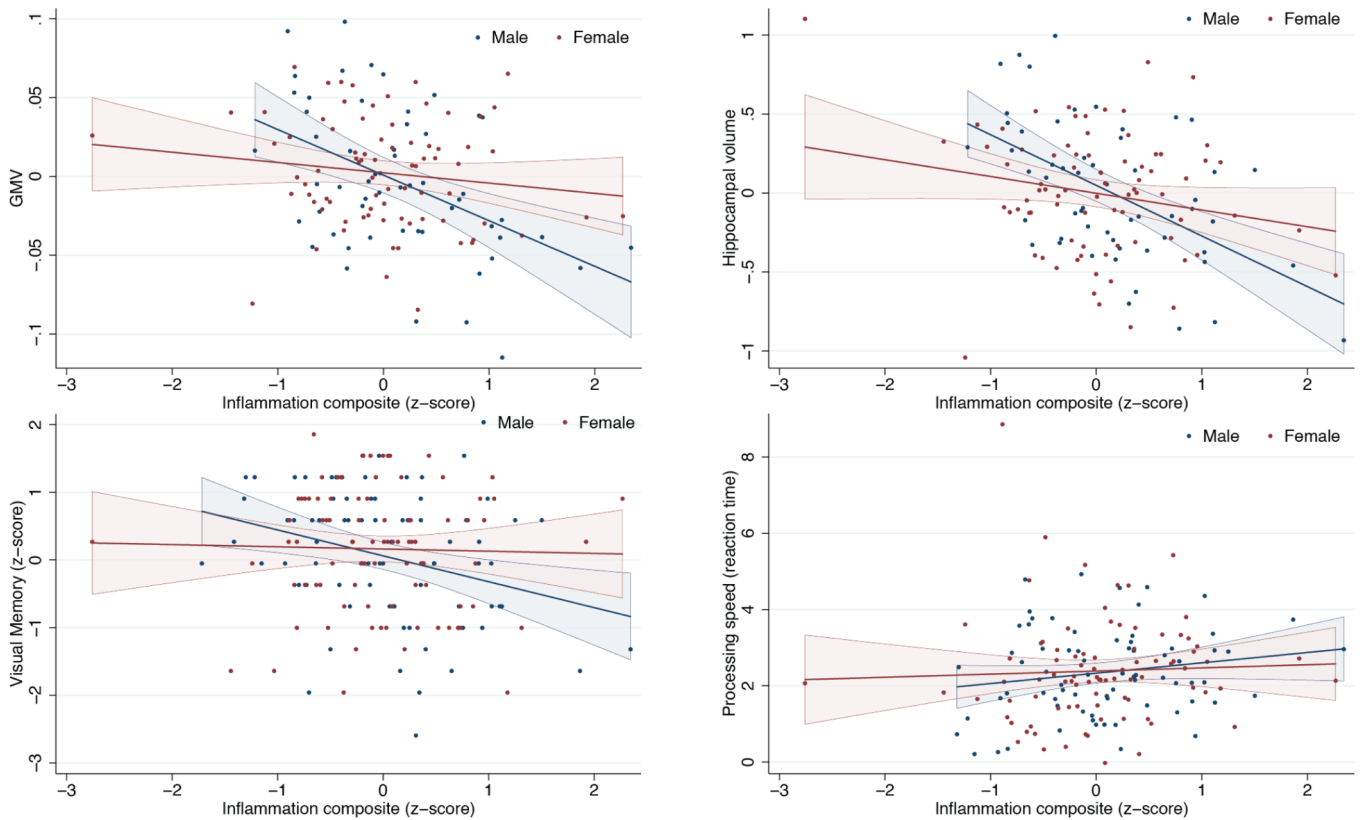 GMV
.1
.05
0
−.05
−.1
Male
Female
−3 −2 −1 0 1 2
Inflammation composite (z−score)
Hippocampal volume
1
.5
0
−.5
−1
Male
Female
−3 −2 −1 0 1 2
Inflammation composite (z−score)
Visual Memory (z−score)
2
1
0
−1
−2
−3
Male
Female
−3 −2 −1 0 1 2
Inflammation composite (z−score)
Processing speed (reaction time)
8
6
4
2
0
Male
Female
−3 −2 −1 0 1 2
Inflammation composite (z−score)